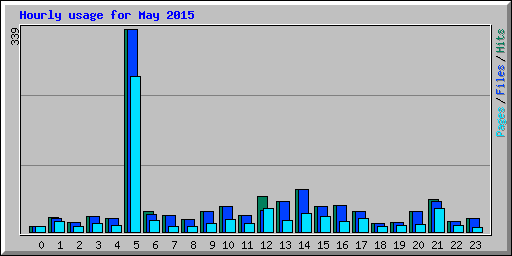 Hourly usage for May 2015
339
Pages/Files/Hits
0 1 2 3 4 5 6 7 8 9 10 11 12 13 14 15 16 17 18 19 20 21 22 23